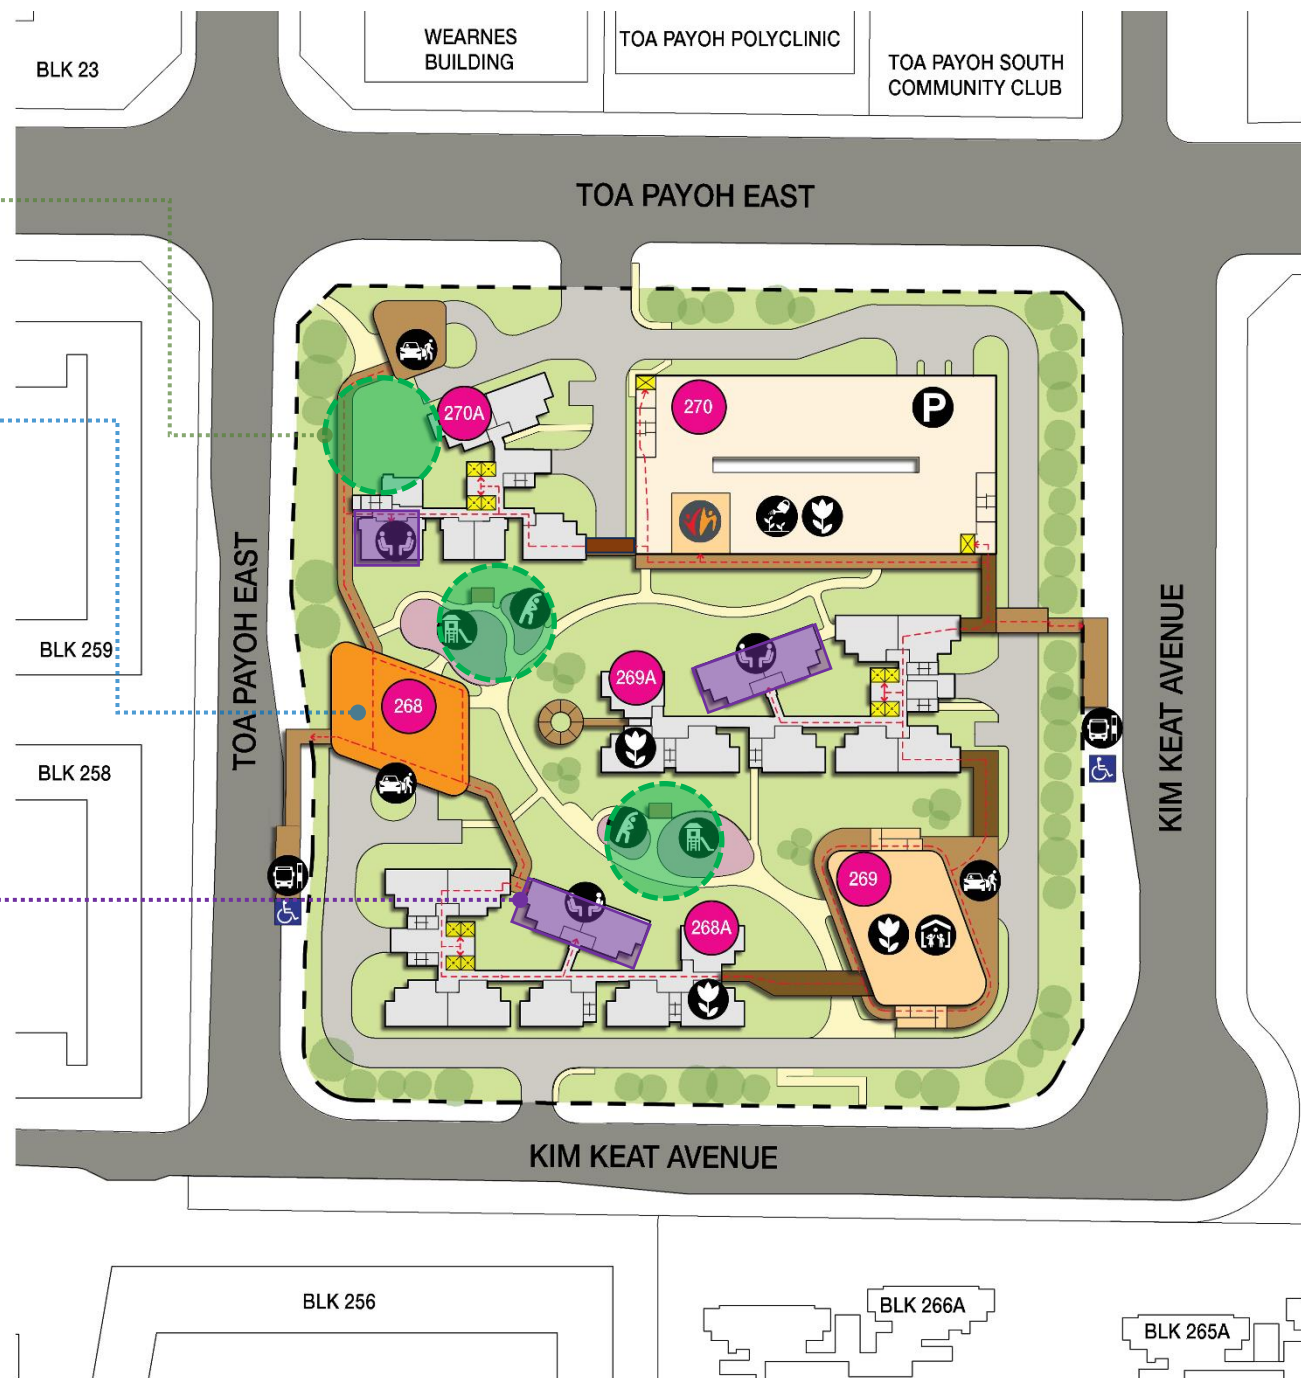 WEARNES
BUILDING
TOA PAYOH POLYCLINIC
TOA PAYOH SOUTH
COMMUNITY CLUB
BLK 23
TOA PAYOH EAST
270
P
270A
TOA PAYOH EAST
KIM KEAT AVENUE
BLK 259
269A
268
BLK 258
269
268A
KIM KEAT AVENUE
BLK 256
BLK 266A
BLK 265A